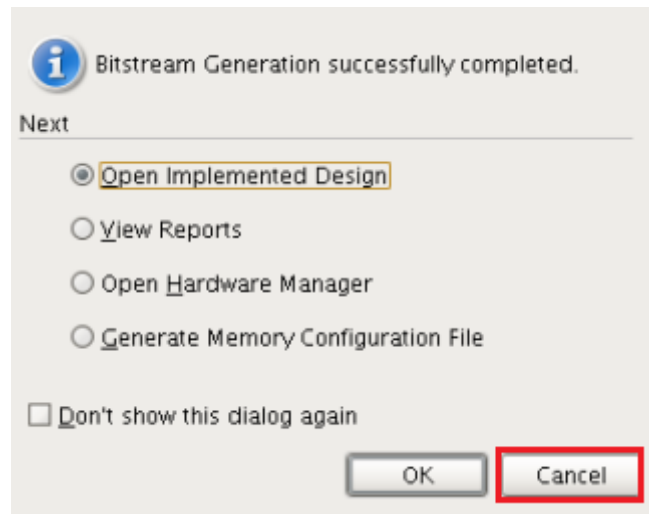 Bitstream Generation successfully completed.
Next
Open Implemented Design
View Reports
Open Hardware Manager
Generate Memory Configuration File
Don't show this dialog again
OK
Cancel